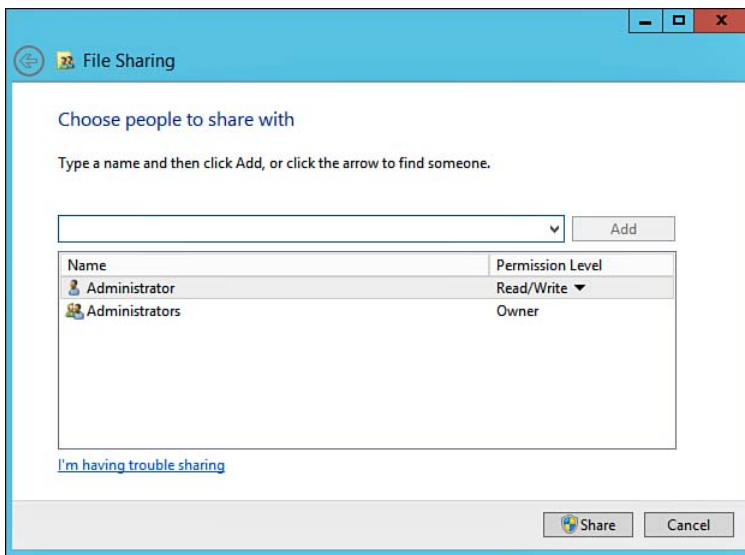 File Sharing
Choose people to share with
Type a name and then click Add, or click the arrow to find someone.
Add
Name Permission Level
Administrator Read/Write
Administrators Owner
I'm having trouble sharing
Share Cancel